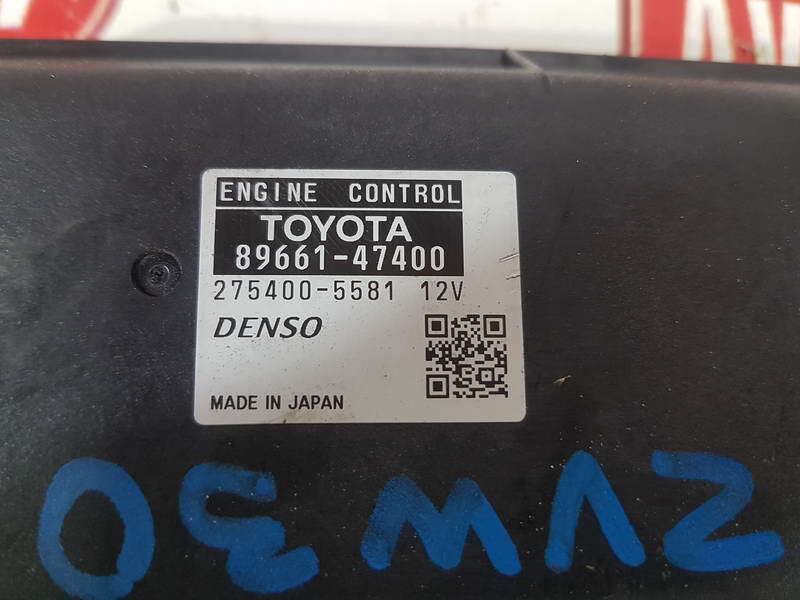 ENGINE CONTROL
TOYOTA
89661-47400
275400-5581 12V
DENSO
MADE IN JAPAN
ZVW30